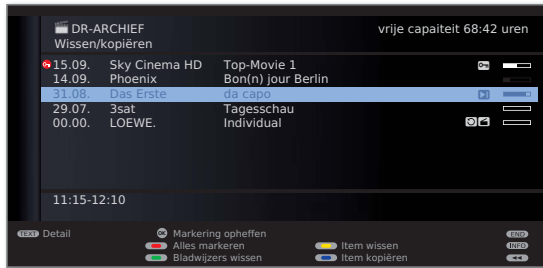 DR-ARCHIEF vrije capaiteit 68:42 uren
Wissen/kopiëren
15.09. Sky Cinema HD Top-Movie 1
14.09. Phoenix Bon(n) jour Berlin
31.08. Das Erste da capo
29.07. 3sat Tagesschau
00.00. LOEWE. Individual
11:15-12:10
TEXT Detail OK Markering opheffen END
Alles markeren Item wissen INFO
Bladwijzers wissen Item kopiëren